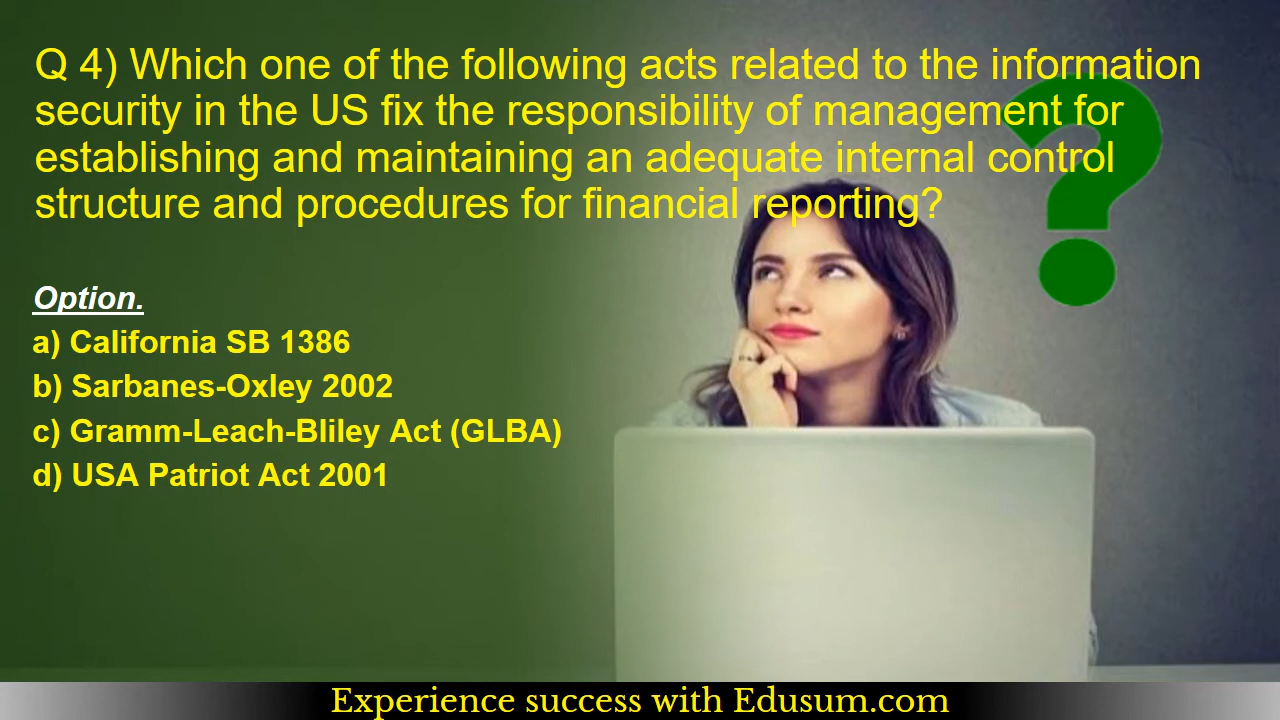 Q 4) Which one of the following acts related to the information
security in the US fix the responsibility of management for
establishing and maintaining an adequate internal control
structure and procedures for financial reporting?
Option.
a) California SB 1386
b) Sarbanes-Oxley 2002
c) Gramm-Leach-Bliley Act (GLBA)
d) USA Patriot Act 2001
Experience success with Edusum.com